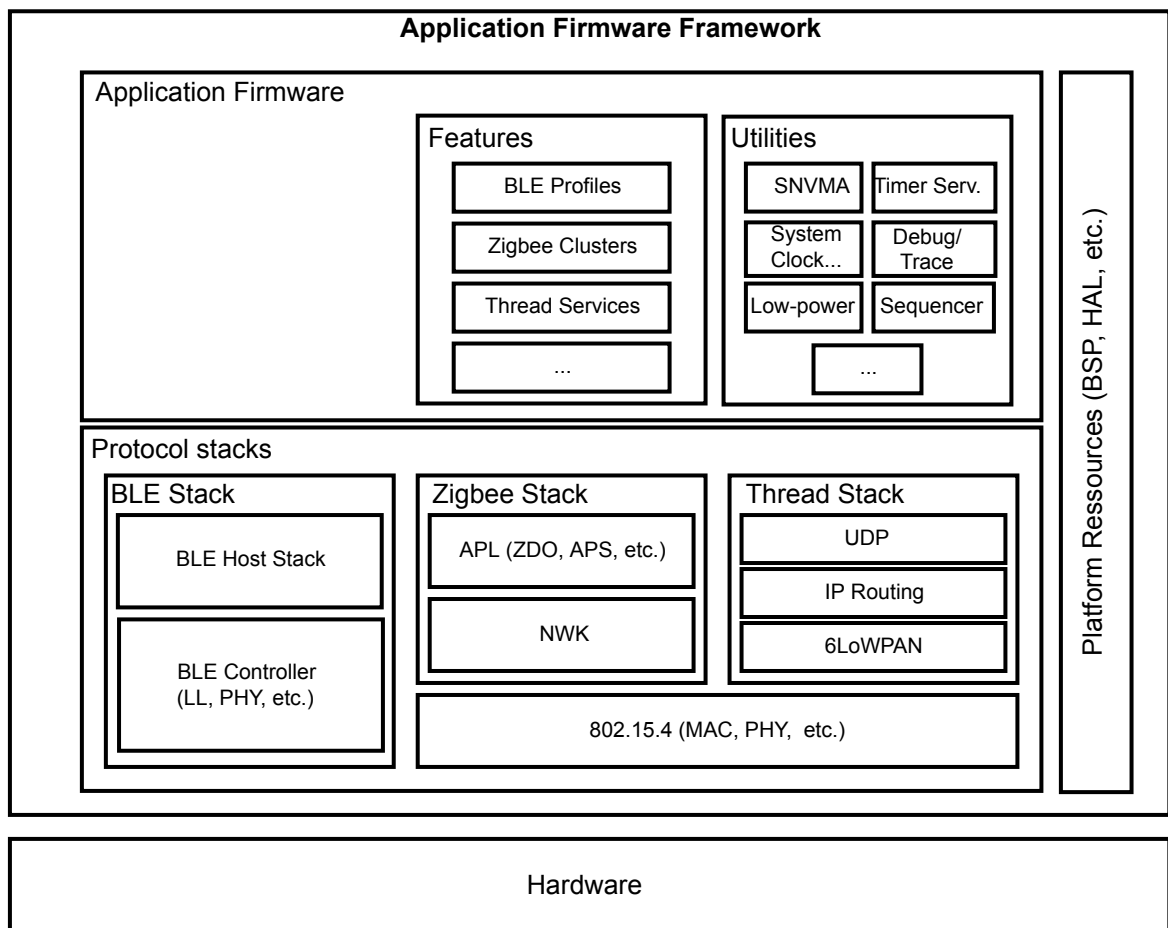 Application Firmware Framework
Application Firmware
Features
BLE Profiles
Zigbee Clusters
Thread Services
...
Utilities
SNVMA
Timer Serv.
System
Clock...
Debug/
Trace
Low-power
Sequencer
...
Protocol stacks
BLE Stack
BLE Host Stack
BLE Controller
(LL, PHY, etc.)
Zigbee Stack
APL (ZDO, APS, etc.)
NWK
Thread Stack
UDP
IP Routing
6LoWPAN
802.15.4 (MAC, PHY, etc.)
Platform Ressources (BSP, HAL, etc.)
Hardware